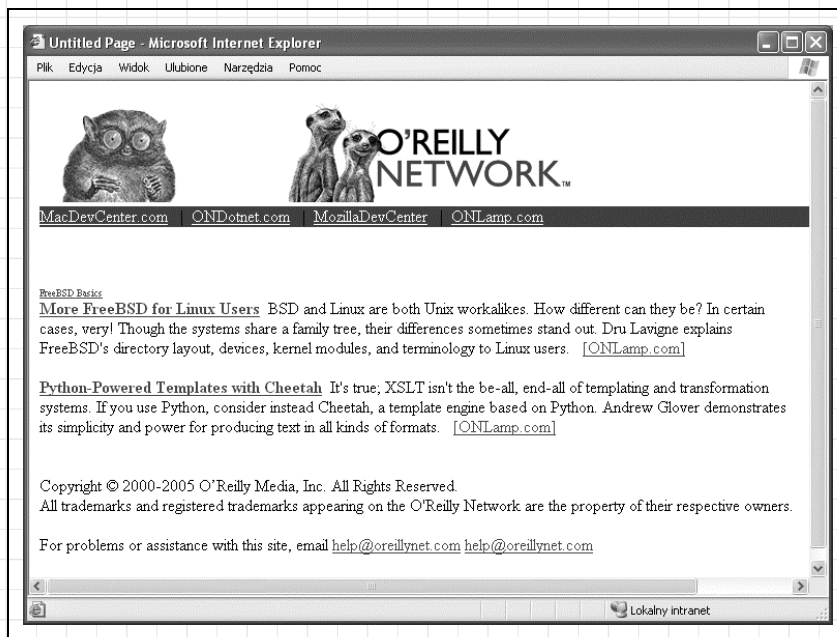 Untitled Page - Microsoft Internet Explorer
Plik Edycja Widok Ulubione Narzędzia Pomoc
O'REILLY
NETWORK™
MacDevCenter.com | ONDotnet.com | MozillaDevCenter | ONLamp.com
FreeBSD Basics
More FreeBSD for Linux Users BSD and Linux are both Unix workalikes. How different can they be? In certain
cases, very! Though the systems share a family tree, their differences sometimes stand out. Dru Lavigne explains
FreeBSD's directory layout, devices, kernel modules, and terminology to Linux users. [ONLamp.com]
Python-Powered Templates with Cheetah It's true; XSLT isn't the be-all, end-all of templating and transformation
systems. If you use Python, consider instead Cheetah, a template engine based on Python. Andrew Glover demonstrates
its simplicity and power for producing text in all kinds of formats. [ONLamp.com]
Copyright © 2000-2005 O’Reilly Media, Inc. All Rights Reserved.
All trademarks and registered trademarks appearing on the O'Reilly Network are the property of their respective owners.
For problems or assistance with this site, email help@oreillynet.com help@oreillynet.com
Lokalny intranet